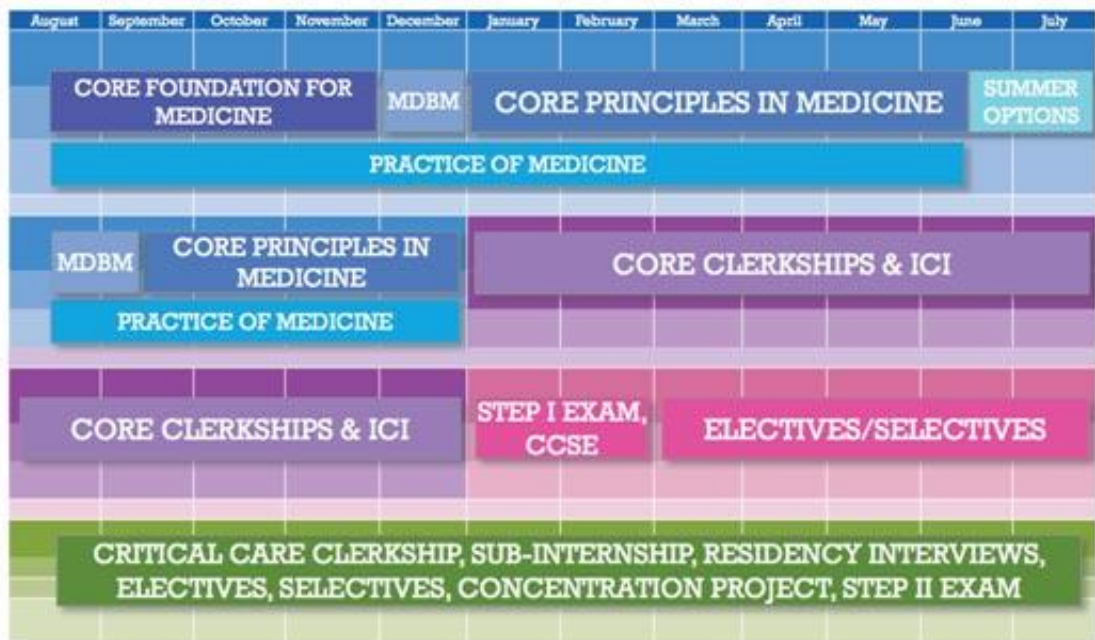 August September October November December January February March April May June July
CORE FOUNDATION FOR
MEDICINE
MDBM
CORE PRINCIPLES IN MEDICINE
SUMMER
OPTIONS
PRACTICE OF MEDICINE
MDBM
CORE PRINCIPLES IN
MEDICINE
CORE CLERKSHIPS & ICI
PRACTICE OF MEDICINE
CORE CLERKSHIPS & ICI
STEP I EXAM,
CCSE
ELECTIVES/SELECTIVES
CRITICAL CARE CLERKSHIP, SUB-INTERNSHIP, RESIDENCY INTERVIEWS,
ELECTIVES, SELECTIVES, CONCENTRATION PROJECT, STEP II EXAM